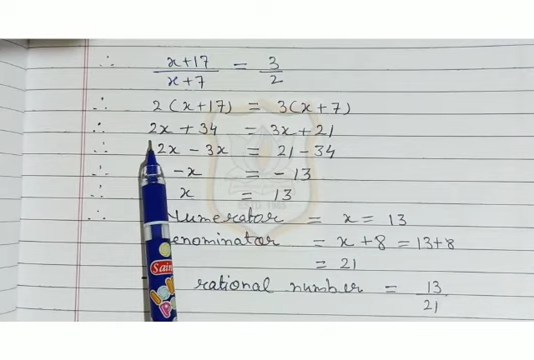 ∴ (x+17)/(x+7) = 3/2
∴ 2(x+17) = 3(x+7)
∴ 2x + 34 = 3x + 21
∴ 2x - 3x = 21 - 34
∴ -x = -13
∴ x = 13
∴ Numerator = x = 13
enominator = x + 8 = 13+8
= 21
rational number = 13/21